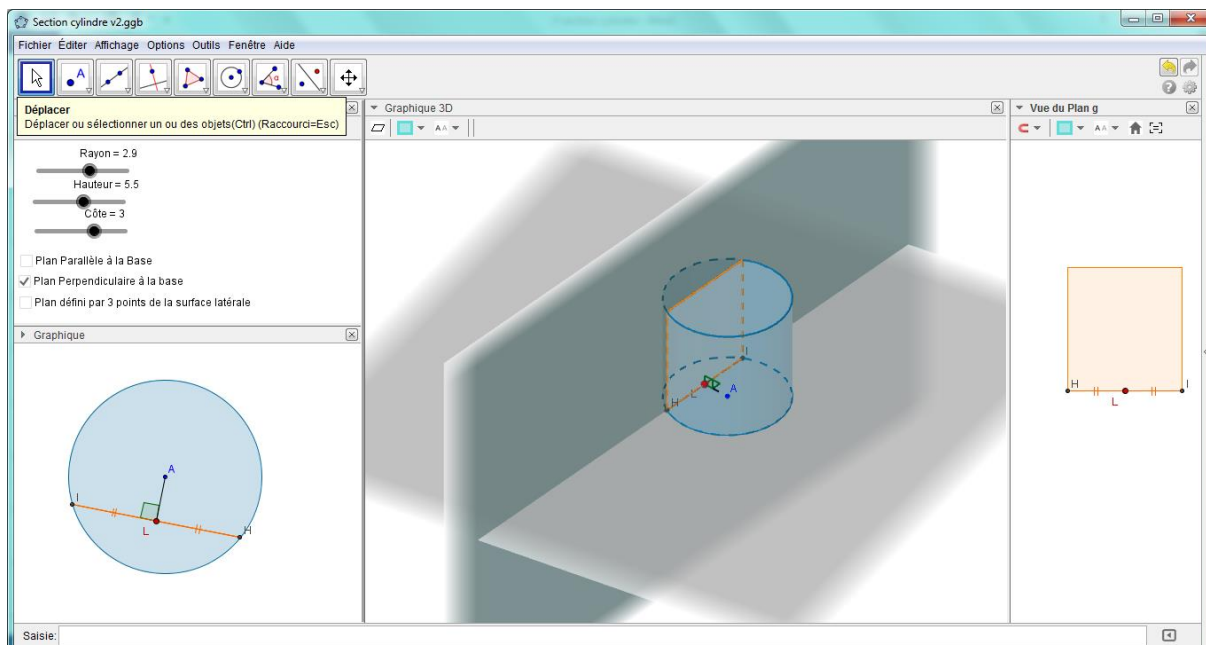 Section cylindre v2.ggb
Fichier Éditer Affichage Options Outils Fenêtre Aide
A
α
Déplacer
Déplacer ou sélectionner un ou des objets(Ctrl) (Raccourci=Esc)
Rayon = 2.9
Hauteur = 5.5
Côte = 3
Plan Parallèle à la Base
Plan Perpendiculaire à la base
Plan défini par 3 points de la surface latérale
Graphique
A
I
L
H
Graphique 3D
AA
I
L
A
H
Vue du Plan g
AA
H
I
L
Saisie: